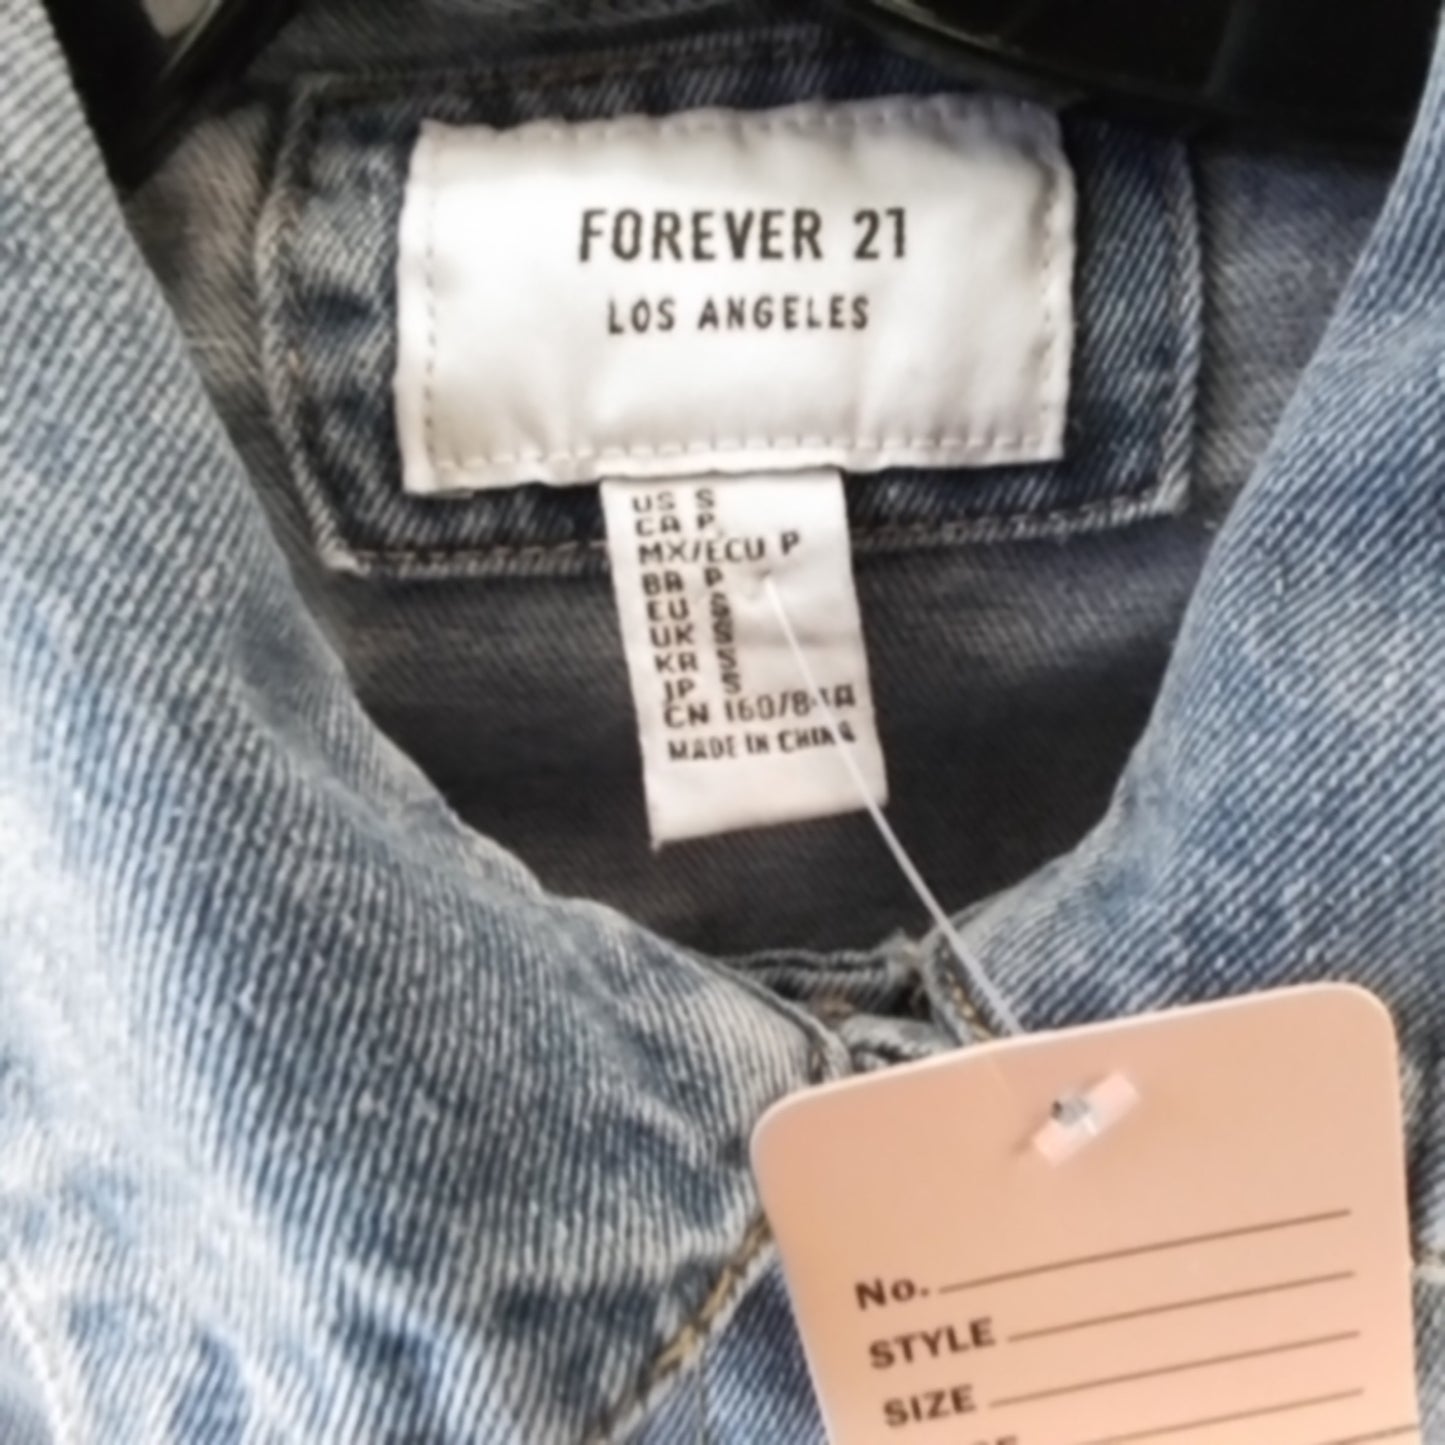 FOREVER 21
LOS ANGELES
US S
CA P
MX/ECU P
BR P
EU S
UK S
KR S
JP S
CN 160/84A
MADE IN CHINA
No.
STYLE
SIZE